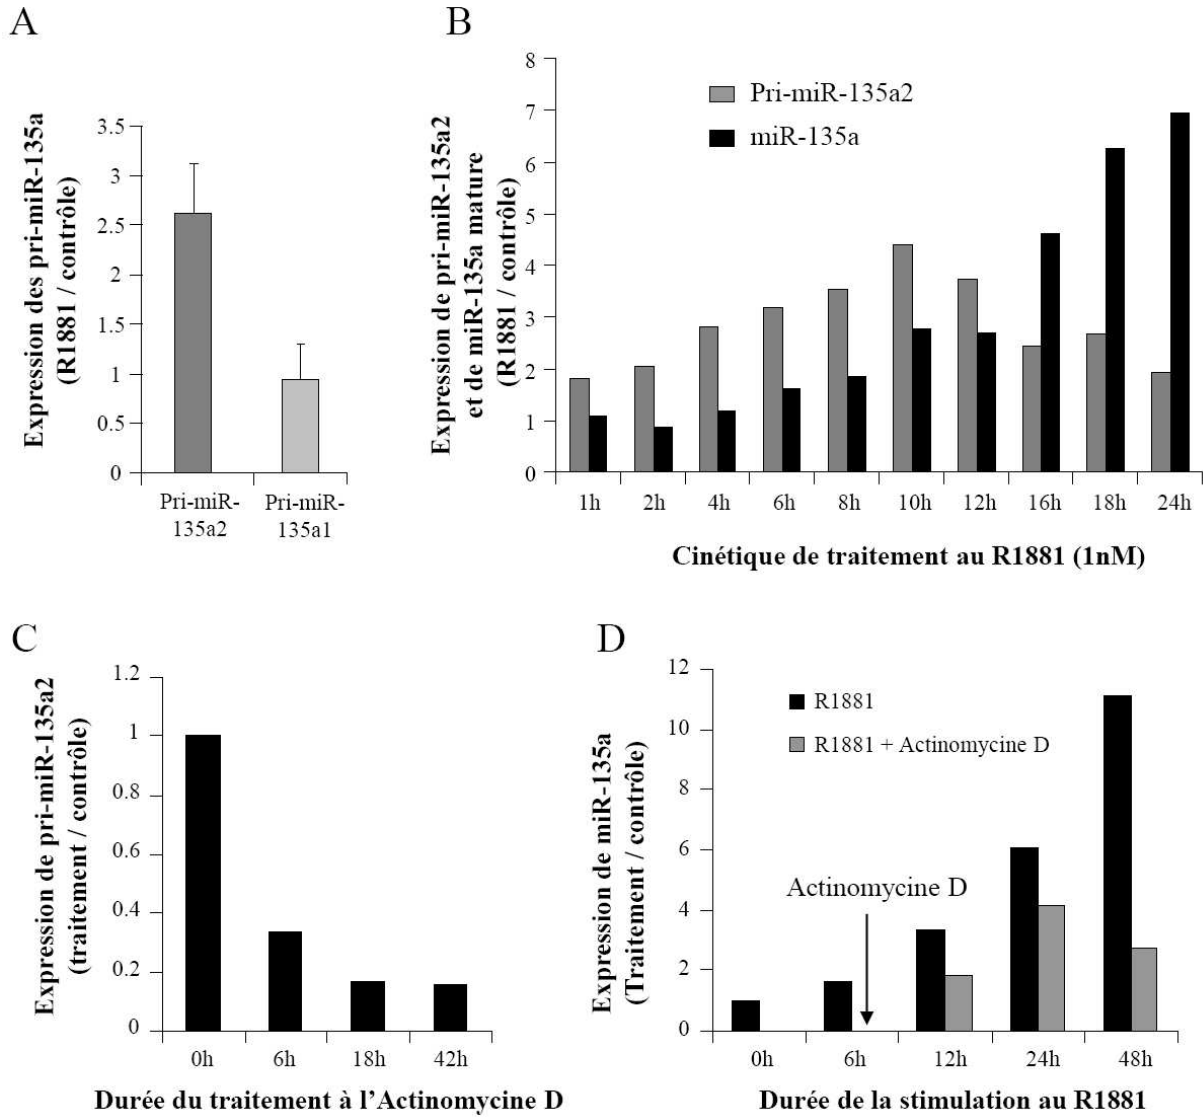 A
Expression des pri-miR-135a
(R1881 / contrôle)
3.5
3
2.5
2
1.5
1
0.5
0
Pri-miR-
135a2
Pri-miR-
135a1
B
Expression de pri-miR-135a2
et de miR-135a mature
(R1881 / contrôle)
8
7
6
5
4
3
2
1
0
Pri-miR-135a2
miR-135a
1h 2h 4h 6h 8h 10h 12h 16h 18h 24h
Cinétique de traitement au R1881 (1nM)
C
Expression de pri-miR-135a2
(traitement / contrôle)
1.2
1
0.8
0.6
0.4
0.2
0
0h 6h 18h 42h
Durée du traitement à l’Actinomycine D
D
Expression de miR-135a
(Traitement / contrôle)
12
10
8
6
4
2
0
R1881
R1881 + Actinomycine D
Actinomycine D
0h 6h 12h 24h 48h
Durée de la stimulation au R1881